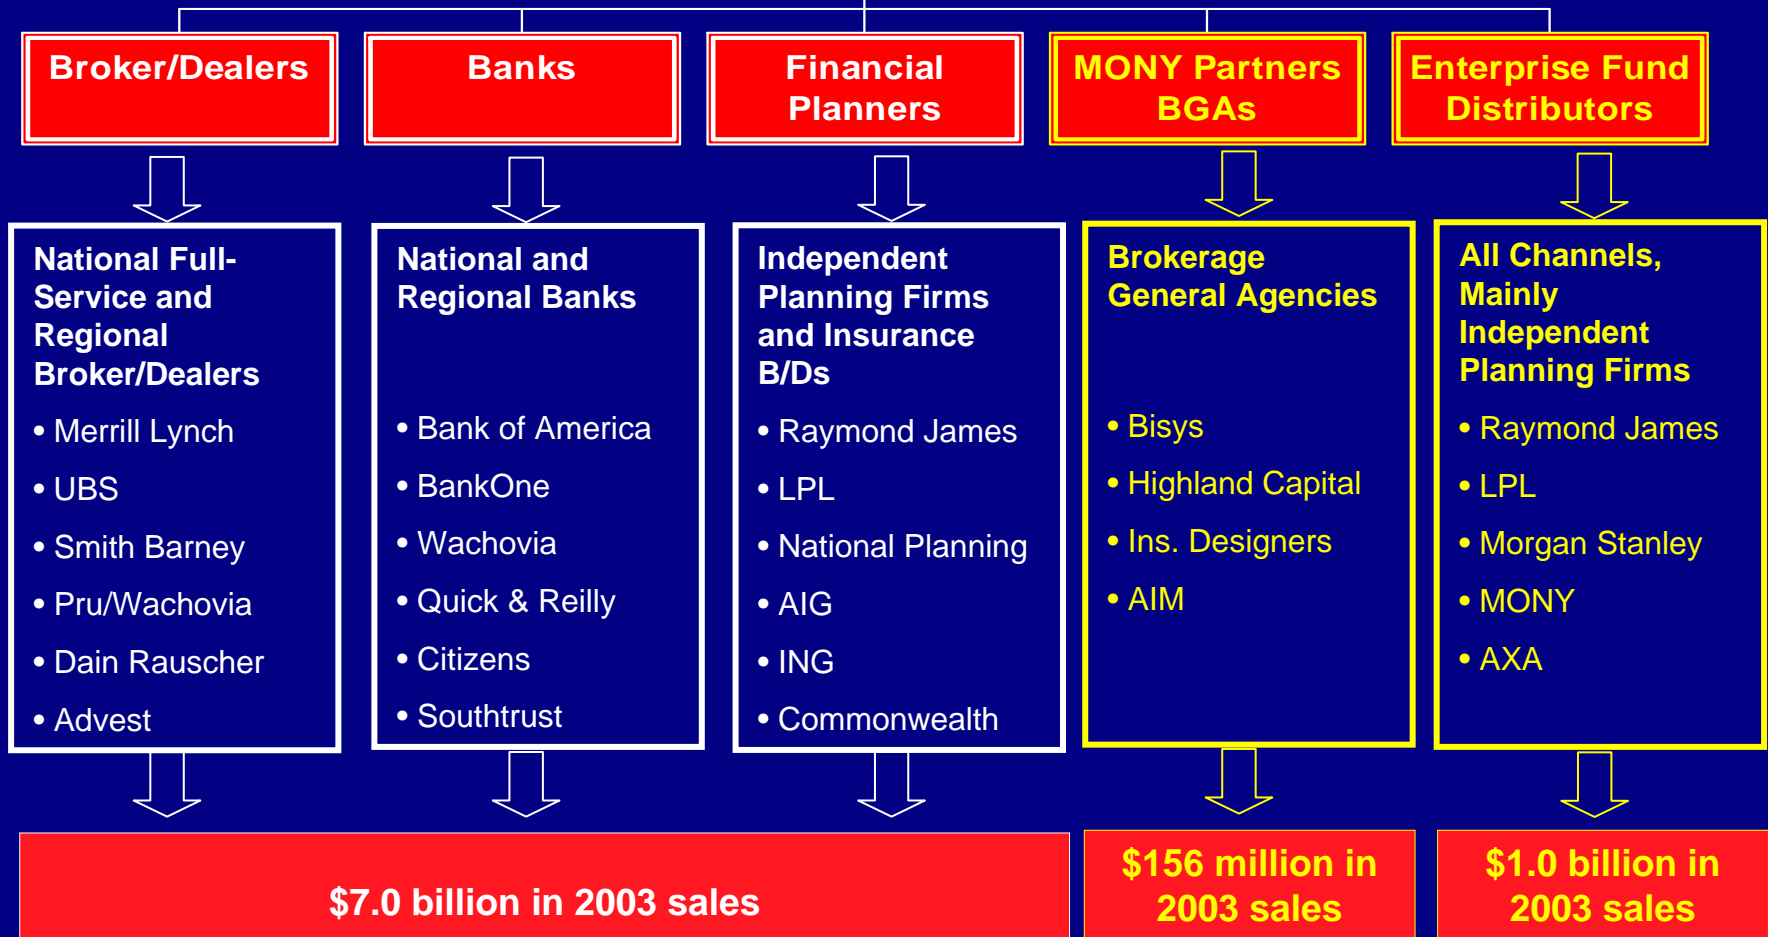 Broker/Dealers
Banks
Financial
Planners
MONY Partners
BGAs
Enterprise Fund
Distributors
National Full-
Service and
Regional
Broker/Dealers
• Merrill Lynch
• UBS
• Smith Barney
• Pru/Wachovia
• Dain Rauscher
• Advest
National and
Regional Banks
• Bank of America
• BankOne
• Wachovia
• Quick & Reilly
• Citizens
• Southtrust
Independent
Planning Firms
and Insurance
B/Ds
• Raymond James
• LPL
• National Planning
• AIG
• ING
• Commonwealth
Brokerage
General Agencies
• Bisys
• Highland Capital
• Ins. Designers
• AIM
All Channels,
Mainly
Independent
Planning Firms
• Raymond James
• LPL
• Morgan Stanley
• MONY
• AXA
$7.0 billion in 2003 sales
$156 million in
2003 sales
$1.0 billion in
2003 sales